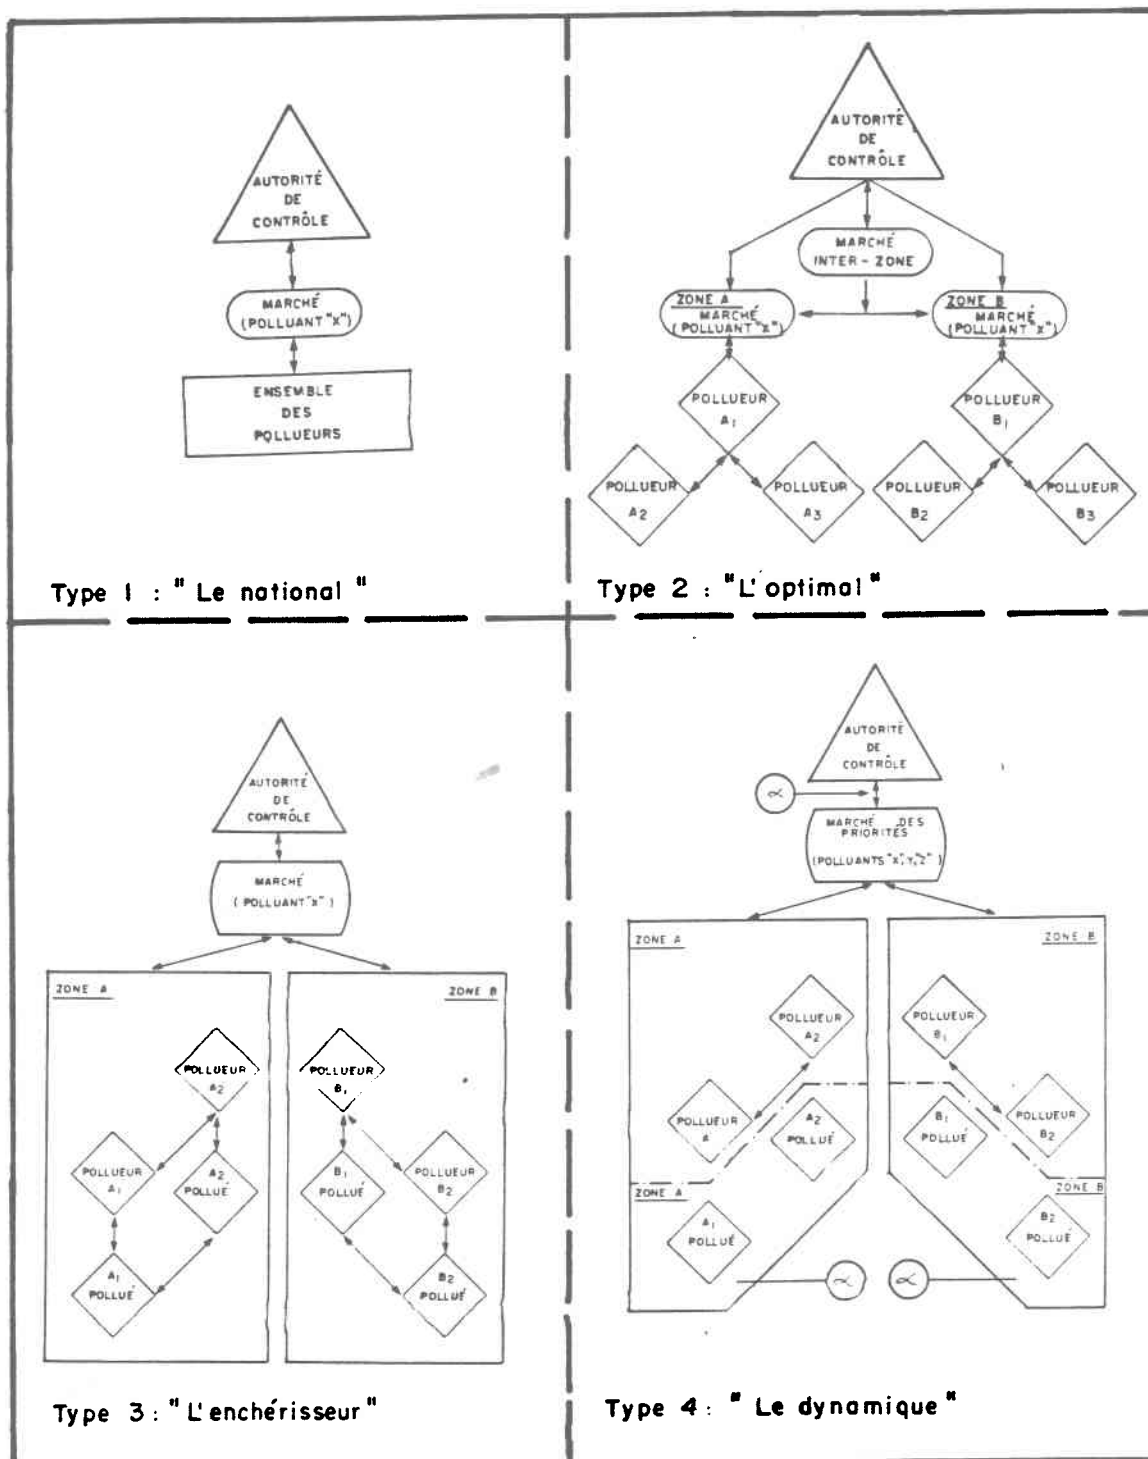 AUTORITÉ
DE
CONTRÔLE
MARCHÉ
(POLLUANT "X")
ENSEMBLE
DES
POLLUEURS
Type 1 : " Le national "
AUTORITÉ
DE
CONTRÔLE
MARCHÉ
INTER-ZONE
ZONE A
MARCHÉ
(POLLUANT "X")
ZONE B
MARCHÉ
(POLLUANT "X")
POLLUEUR
A1
POLLUEUR
B1
POLLUEUR
A2
POLLUEUR
A3
POLLUEUR
B2
POLLUEUR
B3
Type 2 : "L'optimal"
AUTORITÉ
DE
CONTRÔLE
MARCHÉ
(POLLUANT "X")
ZONE A
ZONE B
POLLUEUR
A2
POLLUEUR
B1
POLLUEUR
A1
A2
POLLUÉ
B1
POLLUÉ
POLLUEUR
B2
A1
POLLUÉ
B2
POLLUÉ
Type 3 : "L'enchérisseur"
AUTORITÉ
DE
CONTRÔLE
∝
MARCHÉ DES
PRIORITÉS
(POLLUANTS "X", Y, "Z")
ZONE A
ZONE B
POLLUEUR
A2
POLLUEUR
B1
POLLUEUR
A
A2
POLLUÉ
B1
POLLUÉ
POLLUEUR
B2
ZONE A
ZONE B
A1
POLLUÉ
B2
POLLUÉ
∝
∝
Type 4 : " Le dynamique "